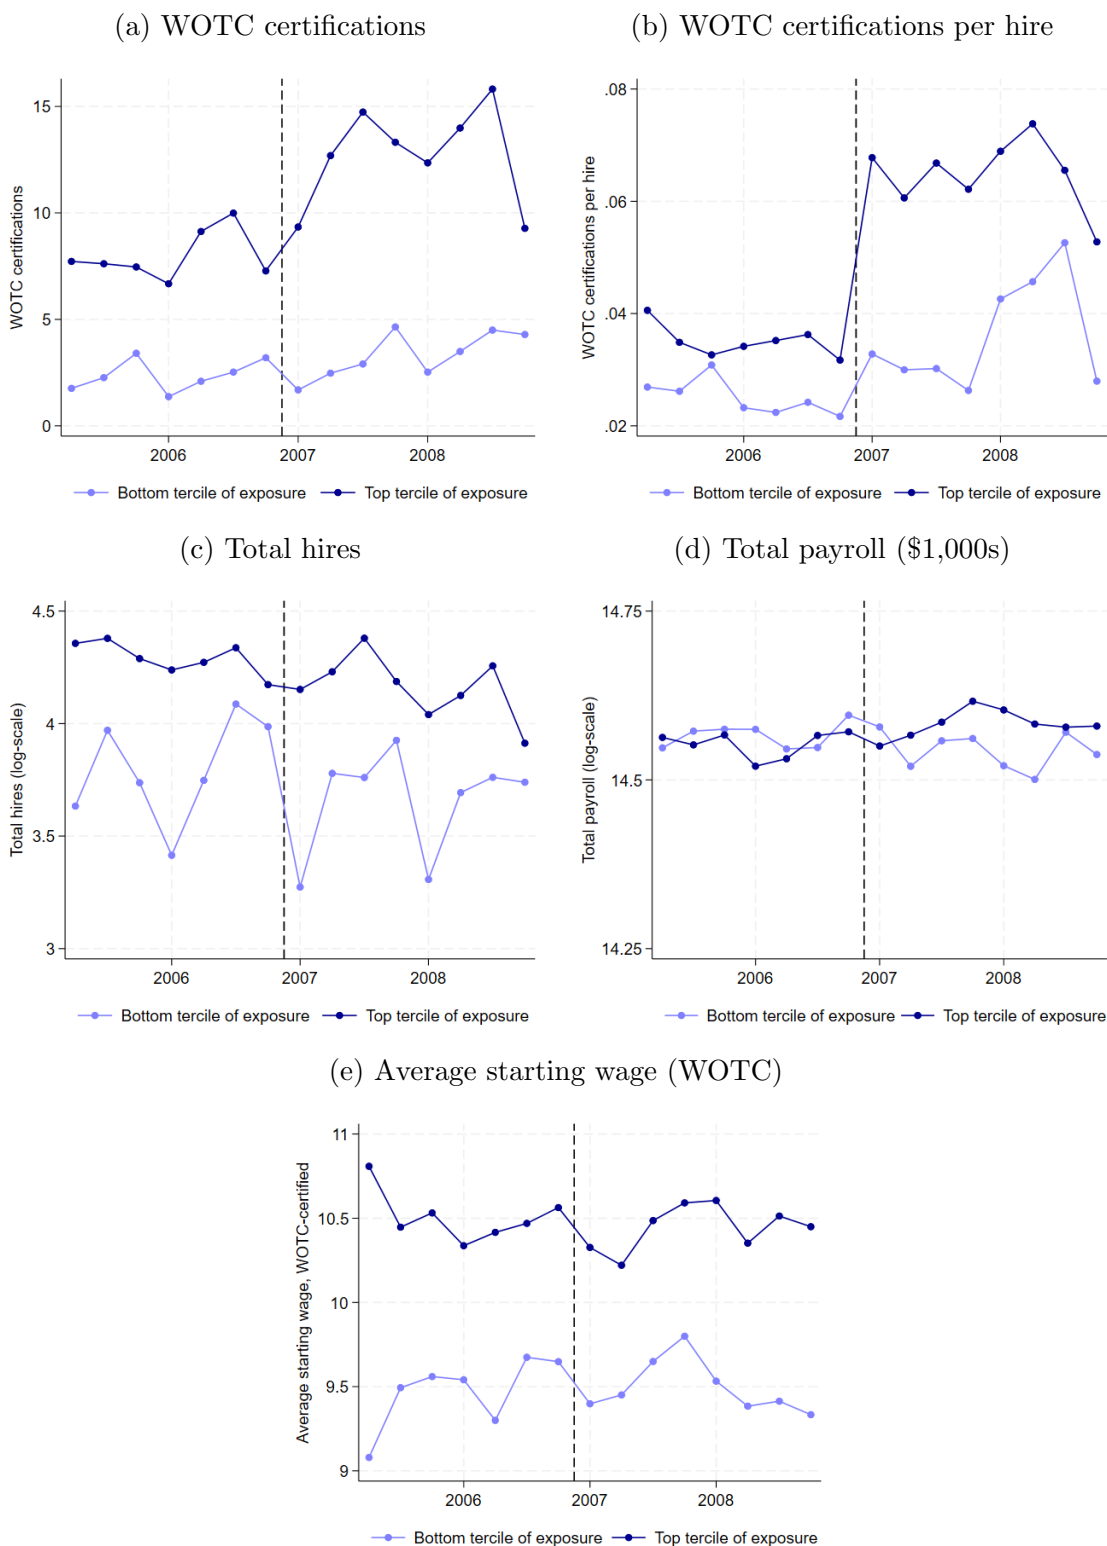 (a) WOTC certifications
WOTC certifications
15
10
5
0
2006 2007 2008
Bottom tercile of exposure Top tercile of exposure
(b) WOTC certifications per hire
WOTC certifications per hire
.08
.06
.04
.02
2006 2007 2008
Bottom tercile of exposure Top tercile of exposure
(c) Total hires
Total hires (log-scale)
4.5
4
3.5
3
2006 2007 2008
Bottom tercile of exposure Top tercile of exposure
(d) Total payroll ($1,000s)
Total payroll (log-scale)
14.75
14.5
14.25
2006 2007 2008
Bottom tercile of exposure Top tercile of exposure
(e) Average starting wage (WOTC)
Average starting wage, WOTC-certified
11
10.5
10
9.5
9
2006 2007 2008
Bottom tercile of exposure Top tercile of exposure